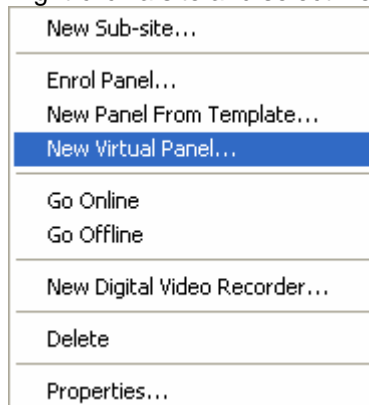 New Sub-site...
Enrol Panel...
New Panel From Template...
New Virtual Panel...
Go Online
Go Offline
New Digital Video Recorder...
Delete
Properties...